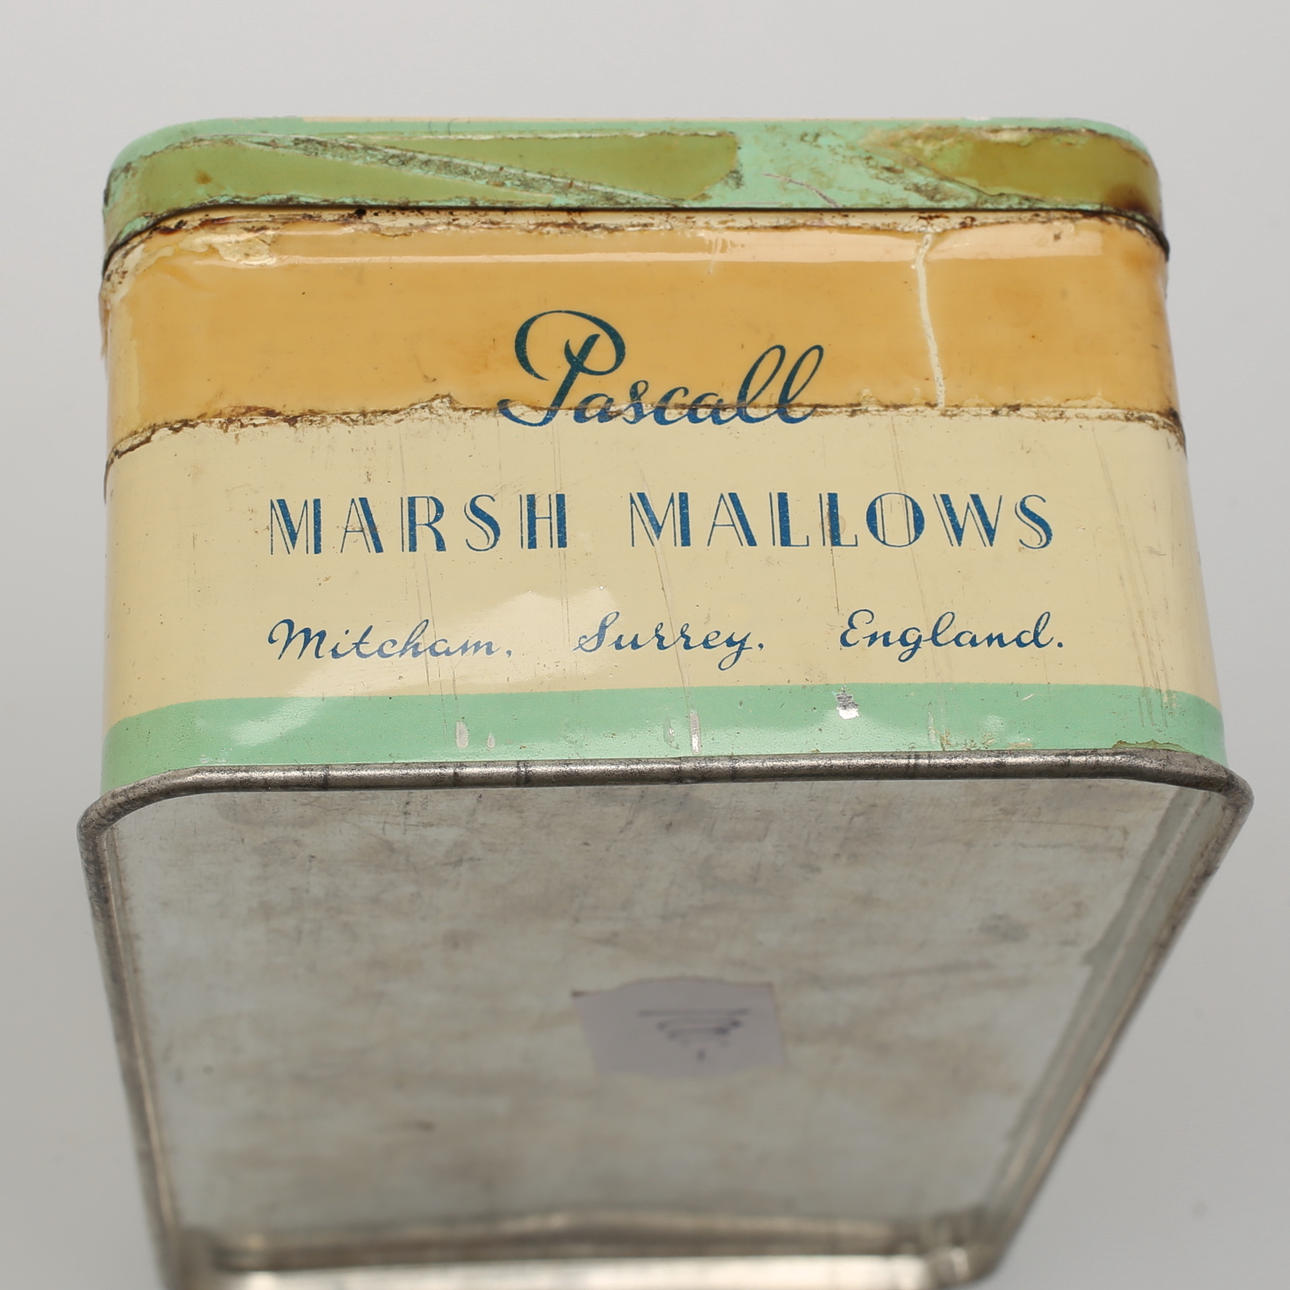 Pascall
MARSH MALLOWS
Mitcham, Surrey, England.